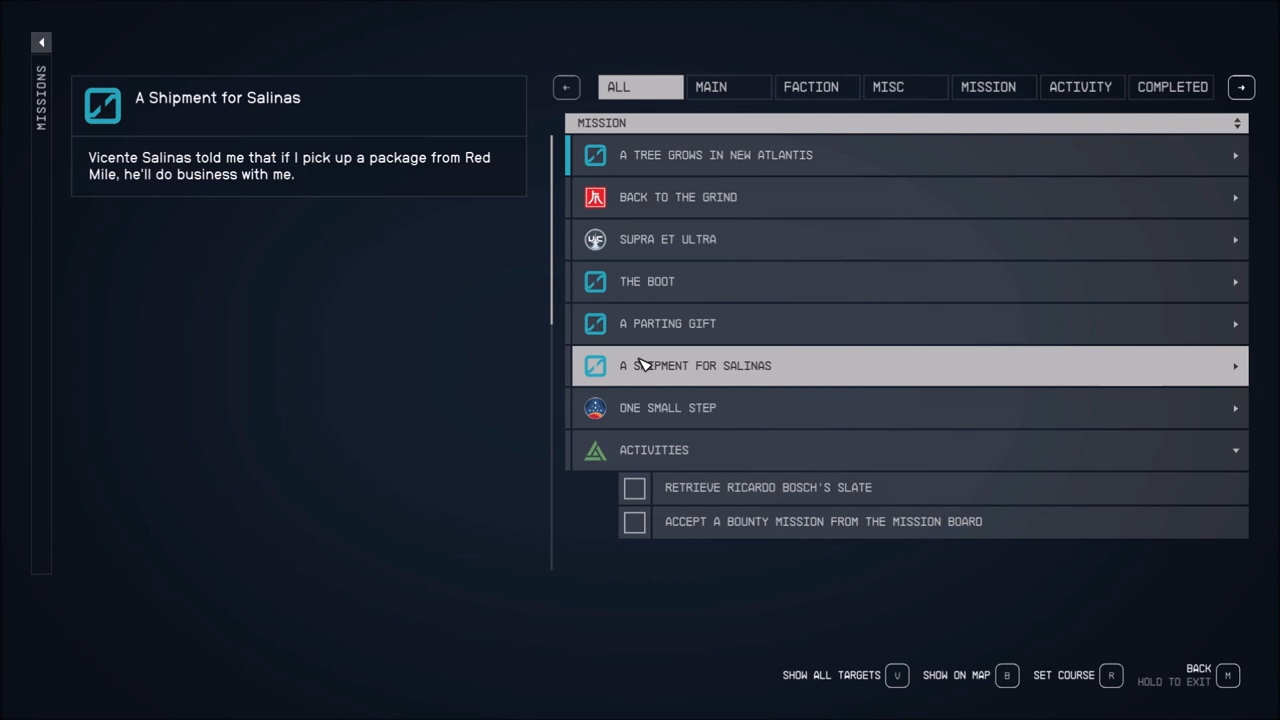 MISSIONS
A Shipment for Salinas
Vicente Salinas told me that if I pick up a package from Red
Mile, he'll do business with me.
ALL
MAIN
FACTION
MISC
MISSION
ACTIVITY
COMPLETED
MISSION
A TREE GROWS IN NEW ATLANTIS
BACK TO THE GRIND
SUPRA ET ULTRA
THE BOOT
A PARTING GIFT
A SHIPMENT FOR SALINAS
ONE SMALL STEP
ACTIVITIES
RETRIEVE RICARDO BOSCH'S SLATE
ACCEPT A BOUNTY MISSION FROM THE MISSION BOARD
SHOW ALL TARGETS V
SHOW ON MAP B
SET COURSE R
BACK
HOLD TO EXIT M